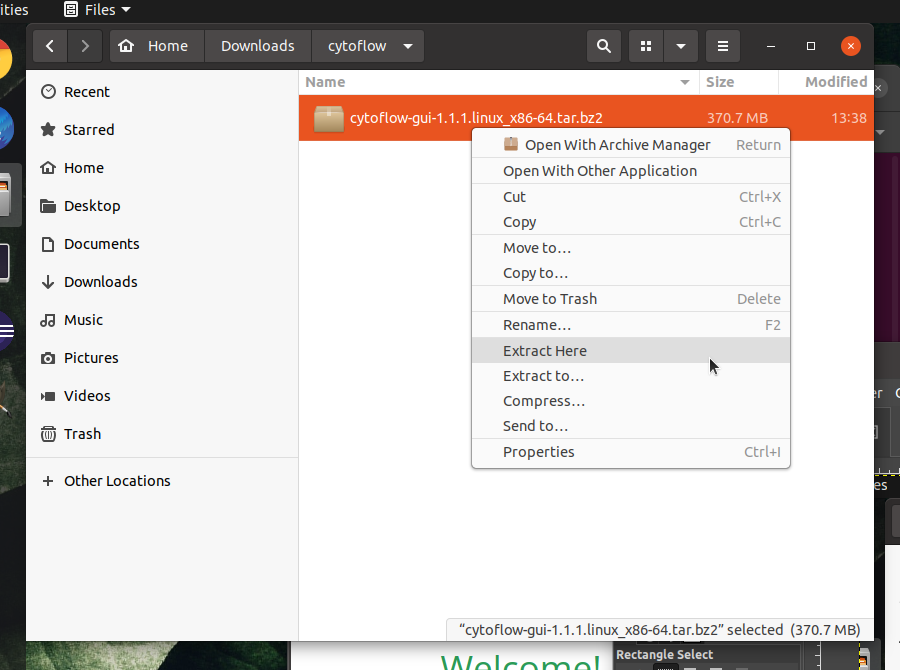 ities Files
Home Downloads cytoflow
Name Size Modified
cytoflow-gui-1.1.1.linux_x86-64.tar.bz2 370.7 MB 13:38
Recent
Starred
Home
Desktop
Documents
Downloads
Music
Pictures
Videos
Trash
Other Locations
Open With Archive Manager Return
Open With Other Application
Cut Ctrl+X
Copy Ctrl+C
Move to…
Copy to…
Move to Trash Delete
Rename… F2
Extract Here
Extract to…
Compress…
Send to…
Properties Ctrl+I
"cytoflow-gui-1.1.1.linux_x86-64.tar.bz2" selected (370.7 MB)
Welcome!
Rectangle Select